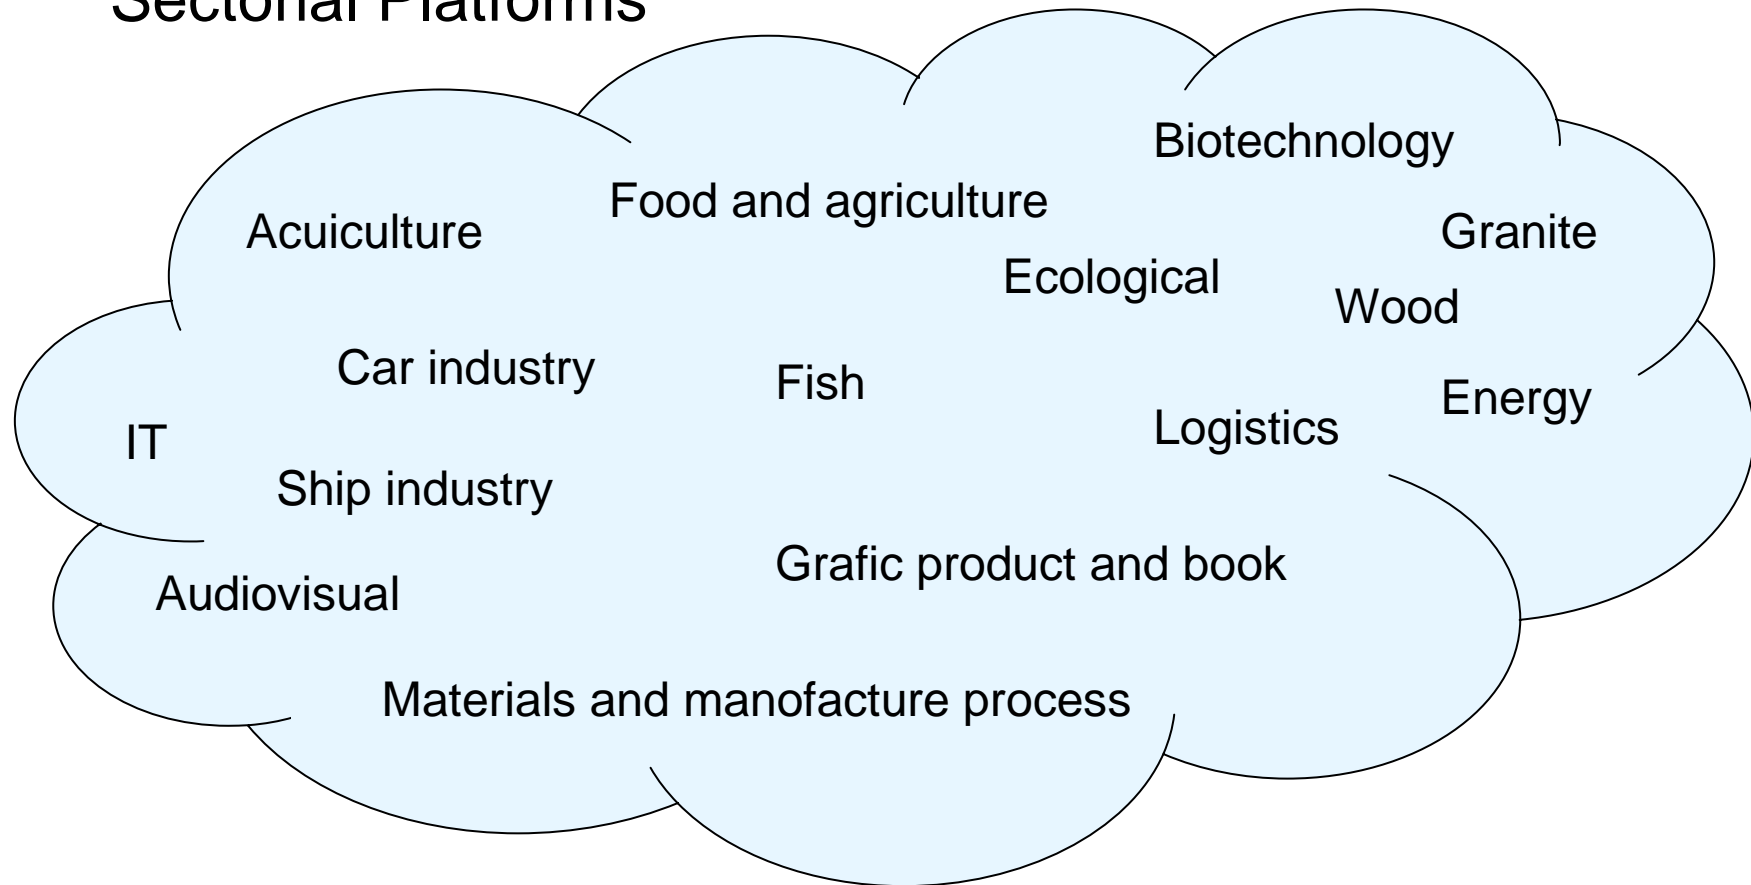 Sectorial Platforms
Biotechnology
Food and agriculture
Acuiculture
Granite
Ecological
Wood
Car industry
Fish
Energy
Logistics
IT
Ship industry
Grafic product and book
Audiovisual
Materials and manofacture process